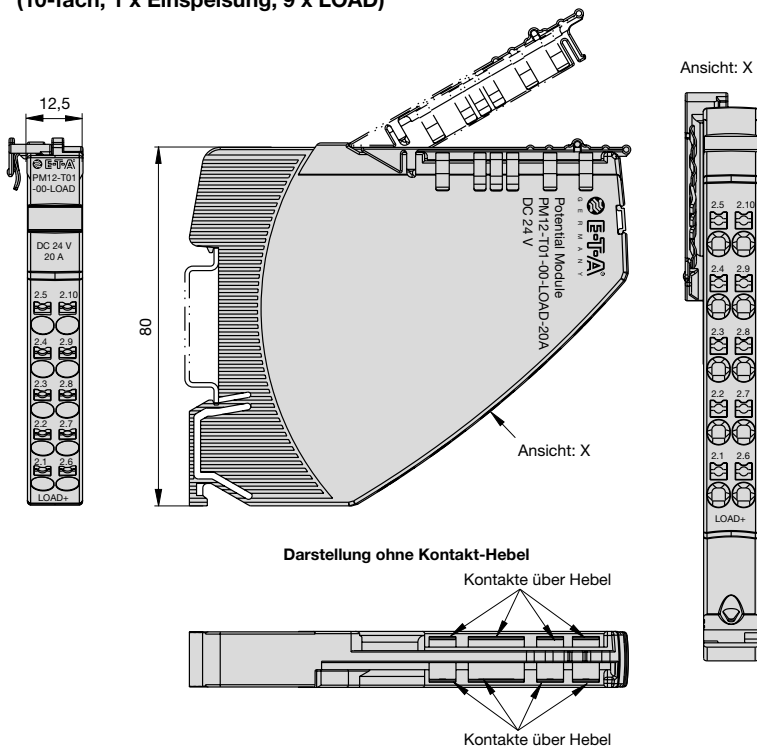 (10-fach, 1 x Einspeisung, 9 x LOAD)
Ansicht: X
12,5
E-T-A
PM12-T01
-00-LOAD
DC 24 V
20 A
2.5 2.10
2.4 2.9
2.3 2.8
2.2 2.7
2.1 2.6
LOAD+
80
E-T-A®
GERMANY
Potential Module
PM12-T01-00-LOAD-20A
DC 24 V
Ansicht: X
2.5 2.10
2.4 2.9
2.3 2.8
2.2 2.7
2.1 2.6
LOAD+
Darstellung ohne Kontakt-Hebel
Kontakte über Hebel
Kontakte über Hebel